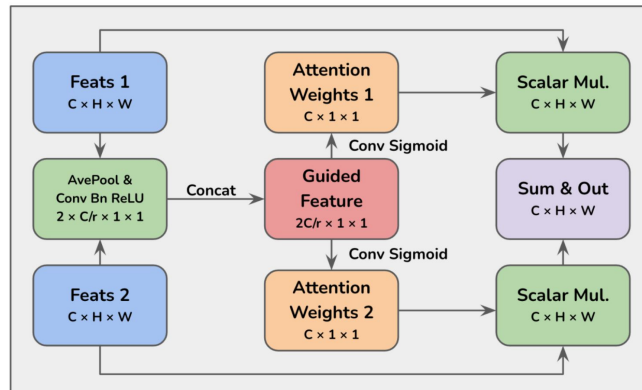 Feats 1
C × H × W
Attention
Weights 1
C × 1 × 1
Scalar Mul.
C × H × W
Conv Sigmoid
AvePool &
Conv Bn ReLU
2 × C/r × 1 × 1
Concat
Guided
Feature
2C/r × 1 × 1
Sum & Out
C × H × W
Conv Sigmoid
Feats 2
C × H × W
Attention
Weights 2
C × 1 × 1
Scalar Mul.
C × H × W